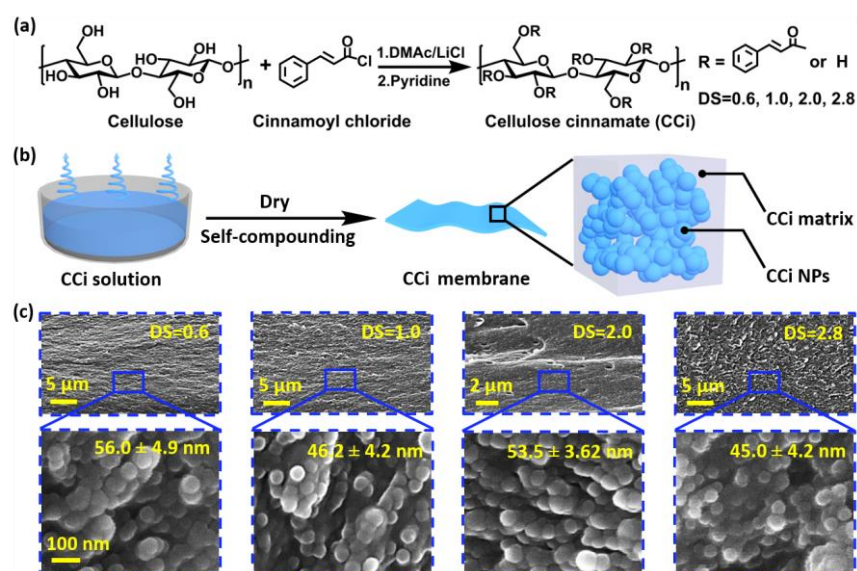 (a)
OH
OH
HO
O
O
O
HO
O
O
OH
OH
n
Cellulose
+
O
Cl
Cinnamoyl chloride
1.DMAc/LiCl
2.Pyridine
OR
OR
RO
O
O
O
RO
O
O
OR
OR
n
Cellulose cinnamate (CCi)
R =
O
or H
DS=0.6, 1.0, 2.0, 2.8
(b)
CCi solution
Dry
Self-compounding
CCi membrane
CCi matrix
CCi NPs
(c)
DS=0.6
5 μm
DS=1.0
5 μm
DS=2.0
2 μm
DS=2.8
5 μm
56.0 ± 4.9 nm
100 nm
46.2 ± 4.2 nm
53.5 ± 3.62 nm
45.0 ± 4.2 nm